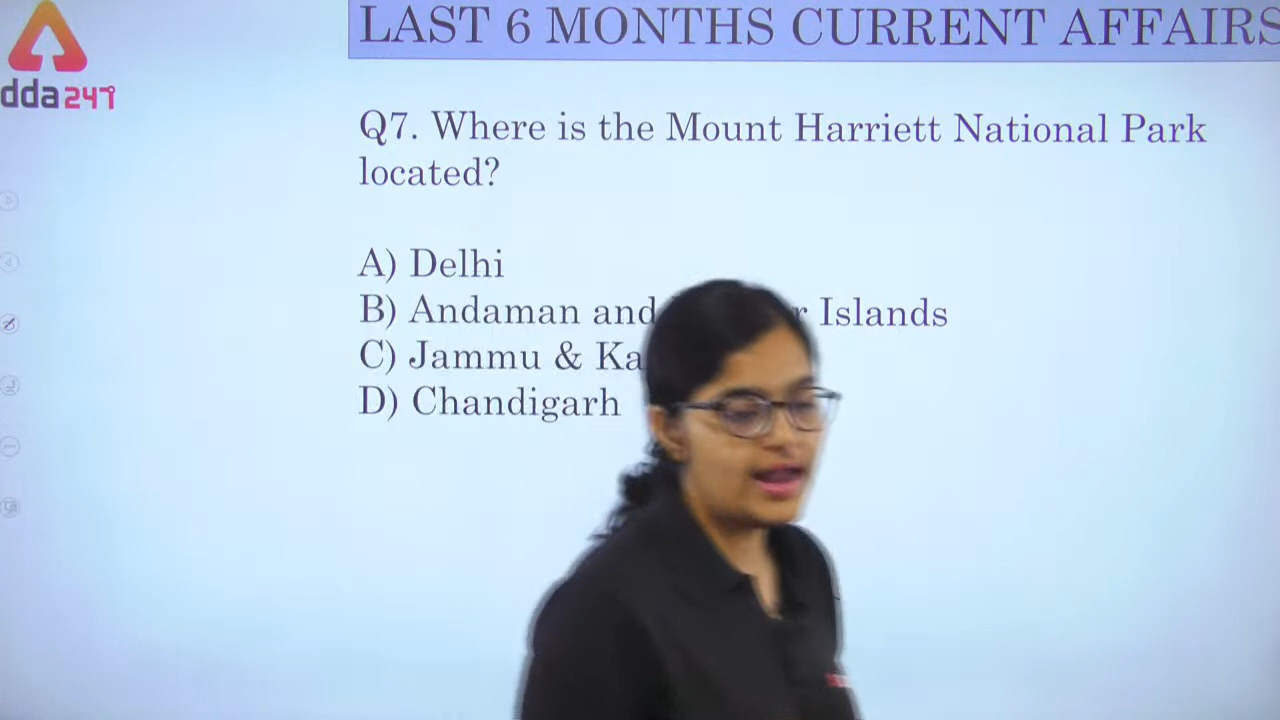 LAST 6 MONTHS CURRENT AFFAIRS
dda247
Q7. Where is the Mount Harriett National Park
located?
A) Delhi
B) Andaman and Islands
C) Jammu &
D) Chandigarh